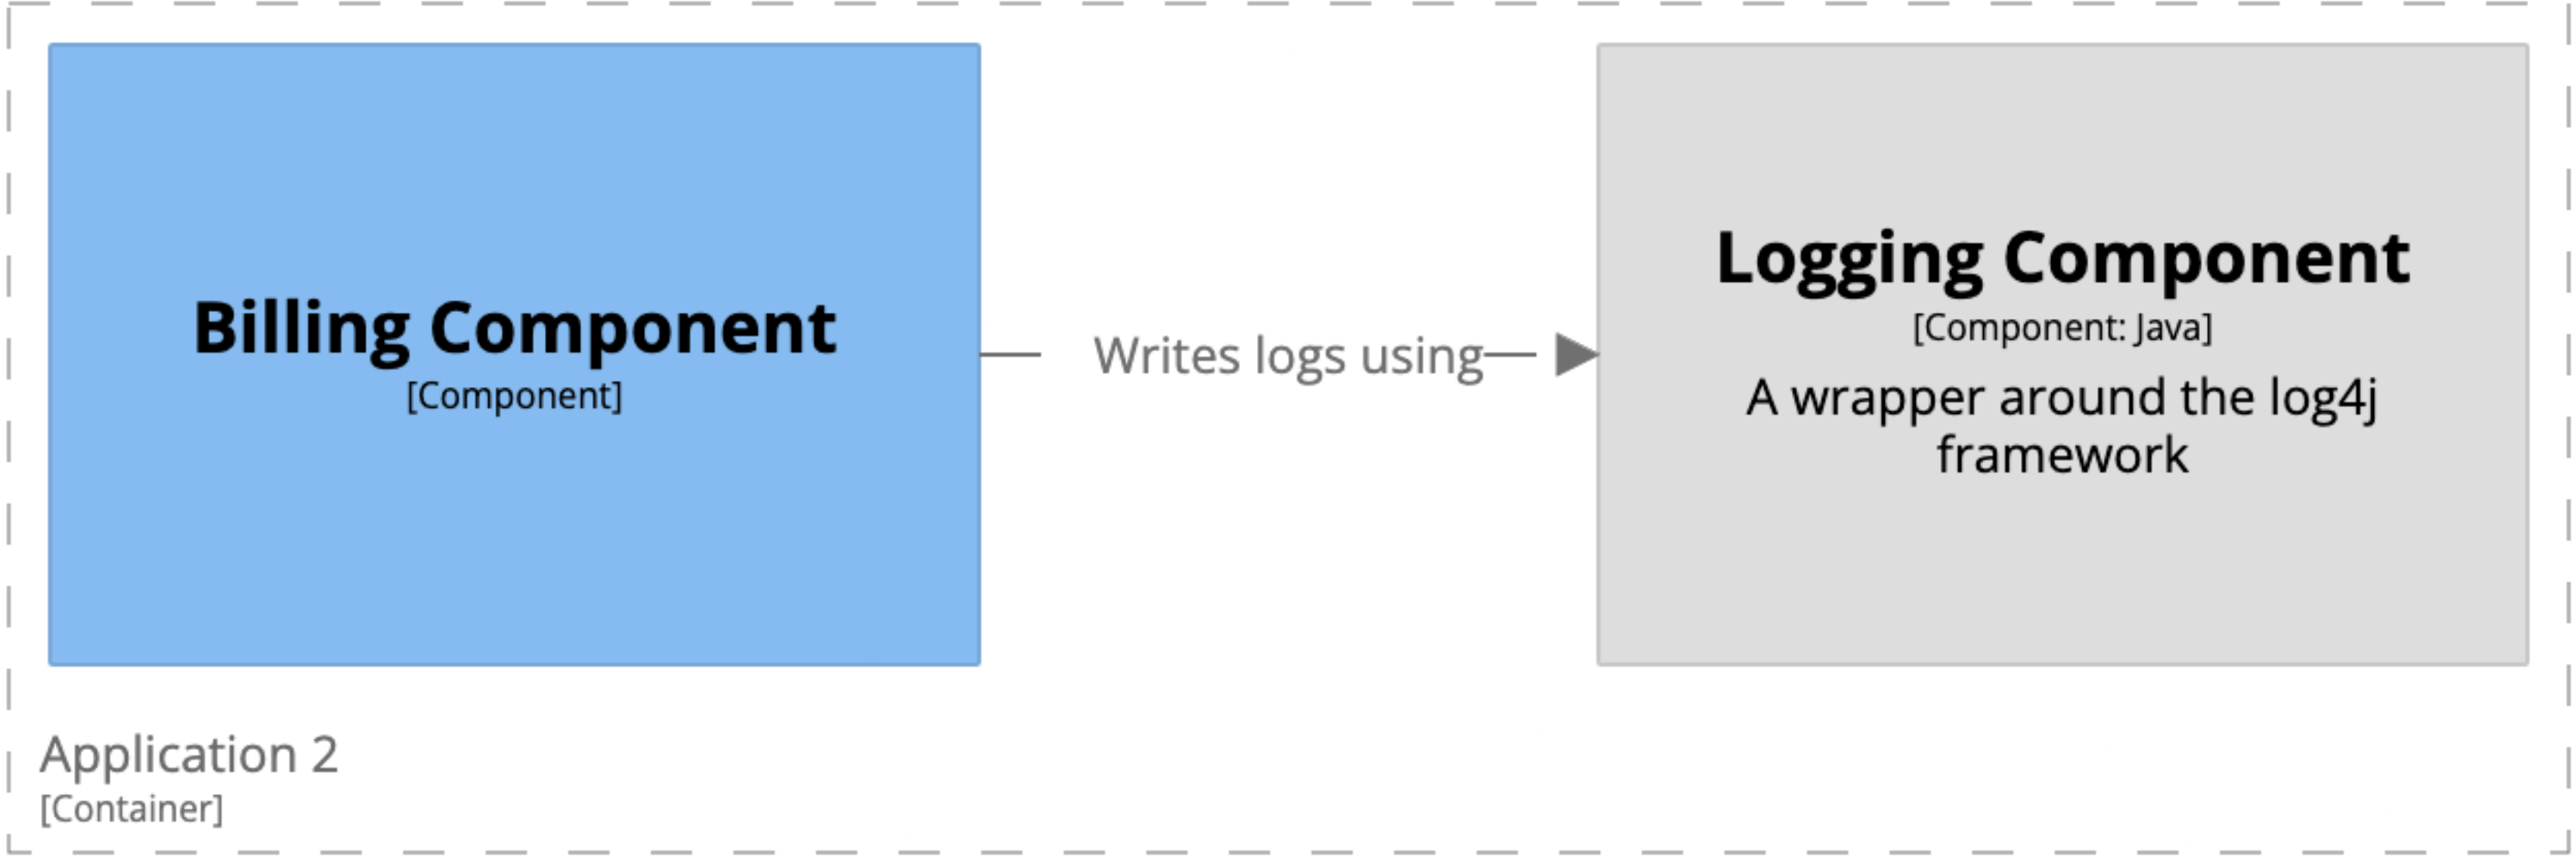 Billing Component
[Component]
Writes logs using
Logging Component
[Component: Java]
A wrapper around the log4j
framework
Application 2
[Container]